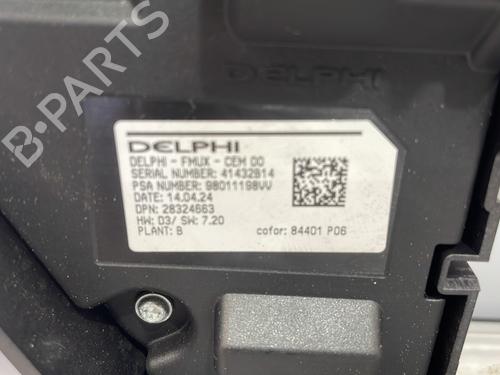 DELPHI
DELPHI
DELPHI - FMUX - CEM 00
SERIAL NUMBER: 41432B14
PSA NUMBER: 98011198VV
DATE: 14.04.24
DPN: 28324663
HW: D3/ SW: 7.20
PLANT: B
cofor: 84401 P06
B-PARTS